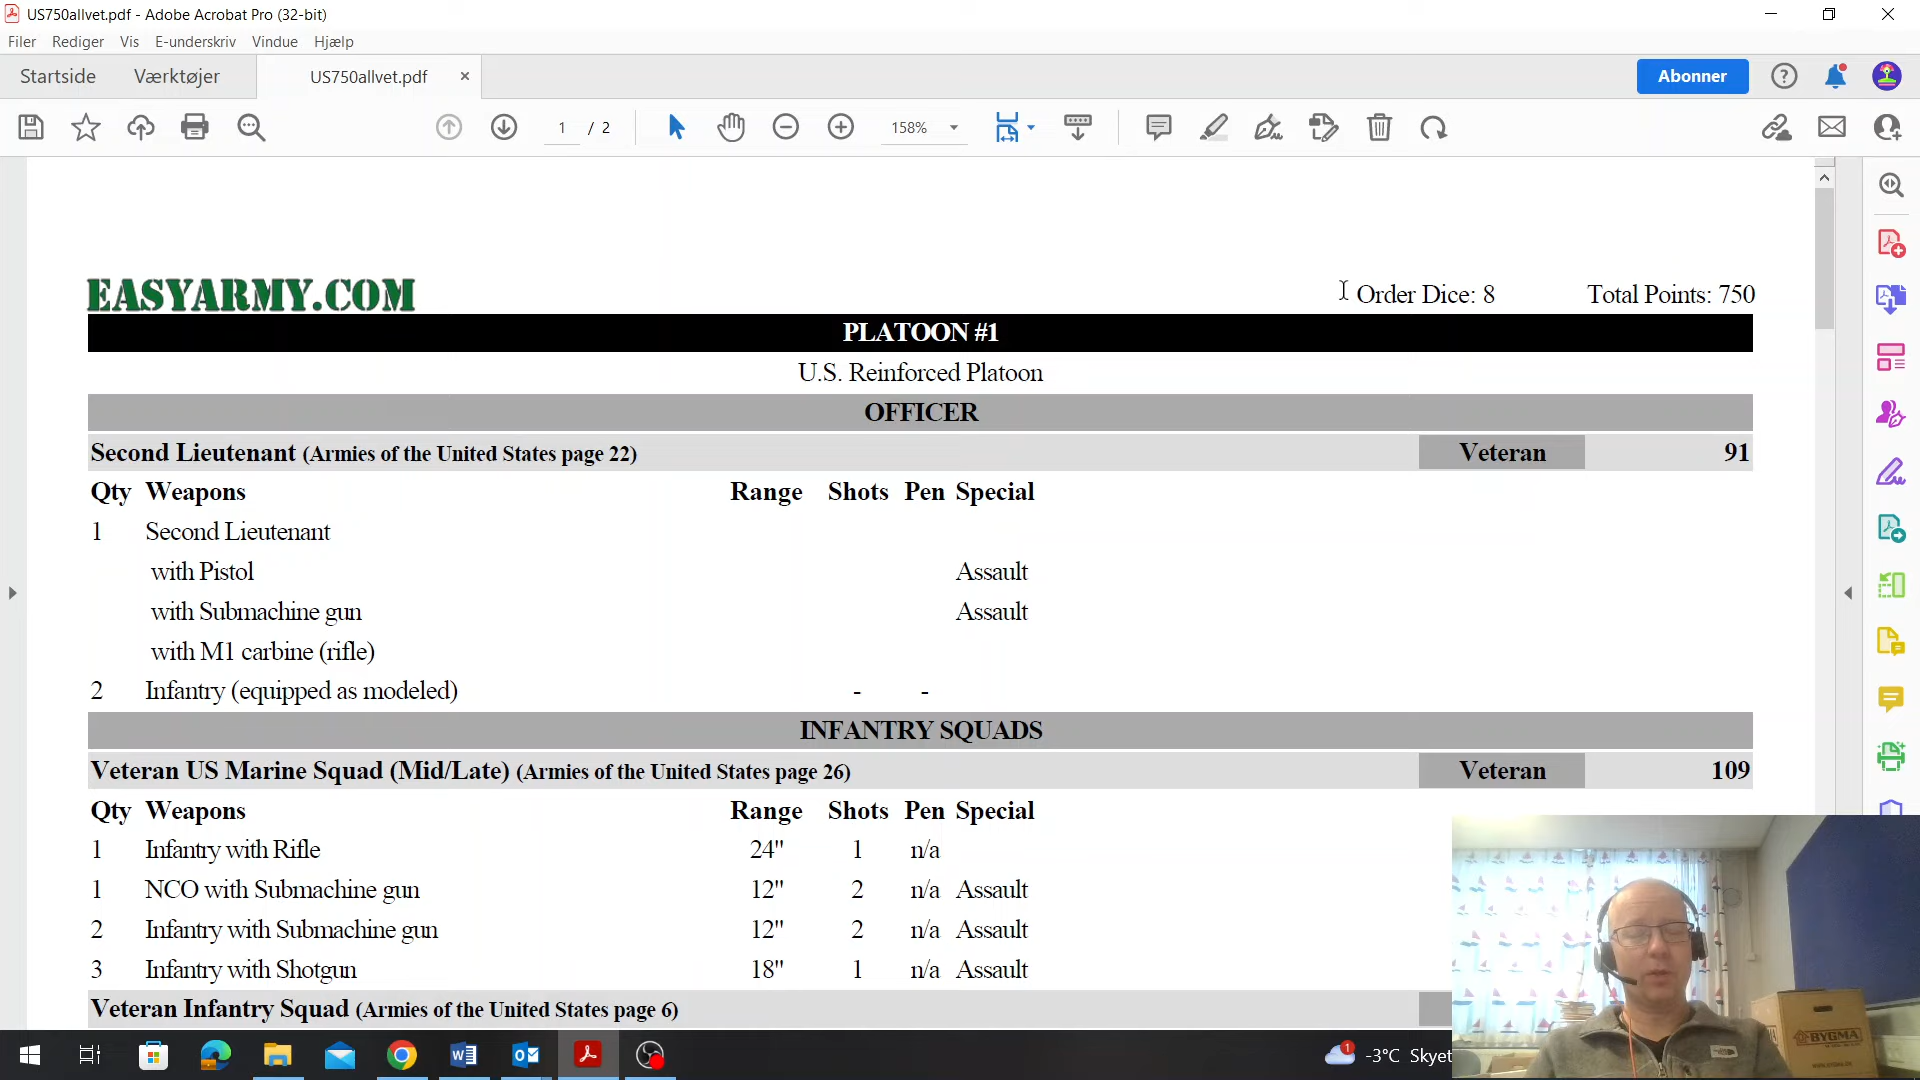 US750allvet.pdf - Adobe Acrobat Pro (32-bit)
Filer Rediger Vis E-underskriv Vindue Hjælp
Startside Værktøjer US750allvet.pdf × Abonner
1 / 2 158%
EASYARMY.COM Order Dice: 8 Total Points: 750
PLATOON #1
U.S. Reinforced Platoon
OFFICER
Second Lieutenant (Armies of the United States page 22) Veteran 91
Qty Weapons Range Shots Pen Special
1 Second Lieutenant
with Pistol Assault
with Submachine gun Assault
with M1 carbine (rifle)
2 Infantry (equipped as modeled) - -
INFANTRY SQUADS
Veteran US Marine Squad (Mid/Late) (Armies of the United States page 26) Veteran 109
Qty Weapons Range Shots Pen Special
1 Infantry with Rifle 24" 1 n/a
1 NCO with Submachine gun 12" 2 n/a Assault
2 Infantry with Submachine gun 12" 2 n/a Assault
3 Infantry with Shotgun 18" 1 n/a Assault
Veteran Infantry Squad (Armies of the United States page 6)
BYGMA
1 -3°C Skyet